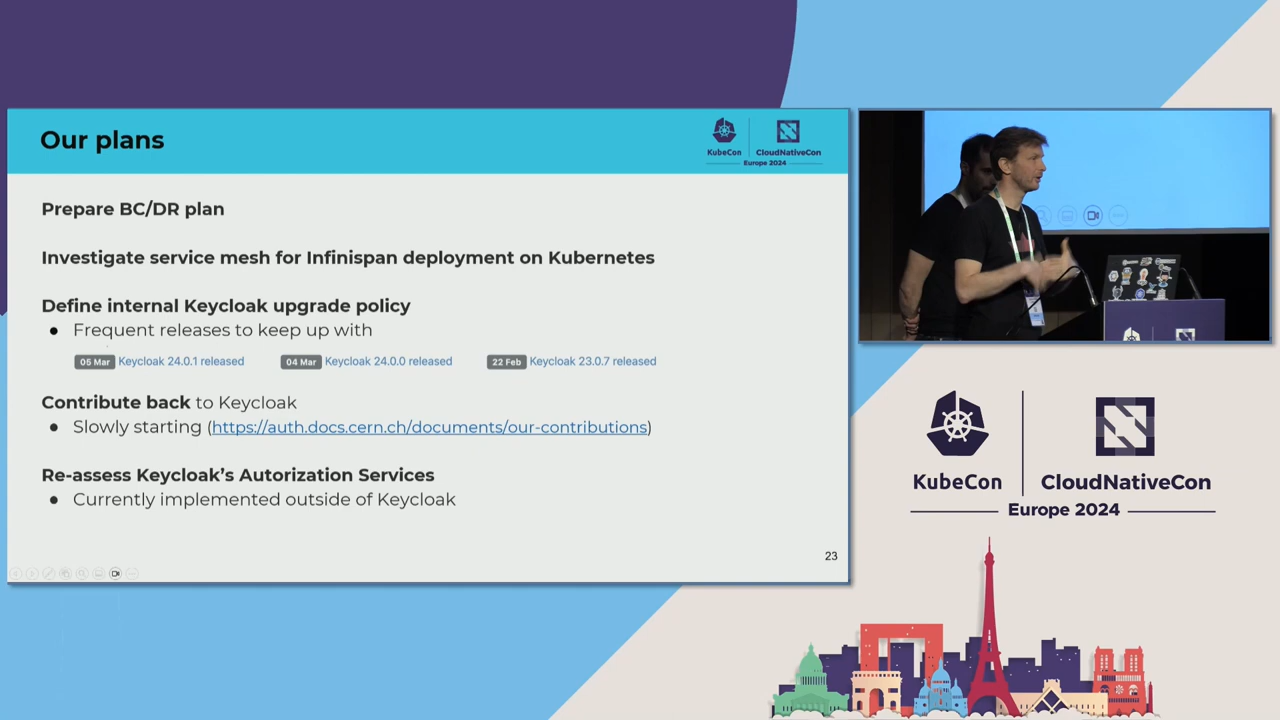 Our plans
KubeCon
CloudNativeCon
Europe 2024
Prepare BC/DR plan
Investigate service mesh for Infinispan deployment on Kubernetes
Define internal Keycloak upgrade policy
● Frequent releases to keep up with
05 Mar Keycloak 24.0.1 released 04 Mar Keycloak 24.0.0 released 22 Feb Keycloak 23.0.7 released
Contribute back to Keycloak
● Slowly starting (https://auth.docs.cern.ch/documents/our-contributions)
Re-assess Keycloak's Autorization Services
● Currently implemented outside of Keycloak
23
KubeCon
CloudNativeCon
Europe 2024